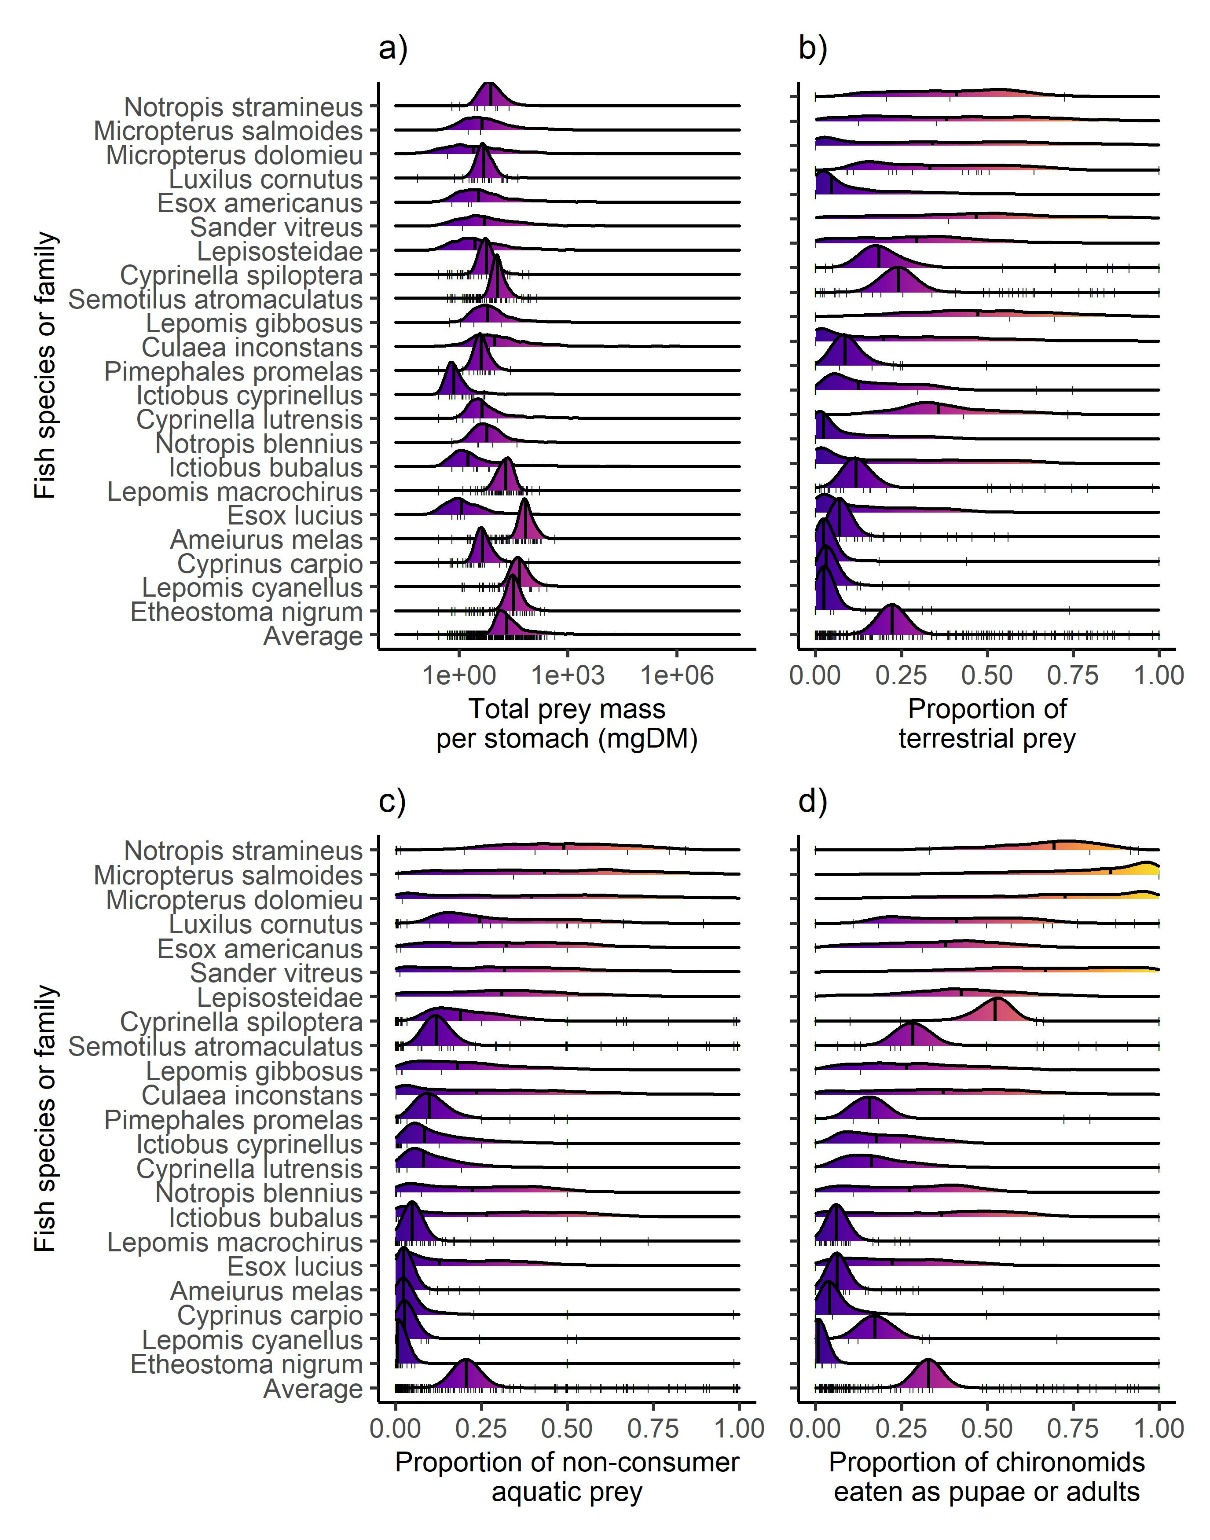 a)
b)
Fish species or family
Notropis stramineus
Micropterus salmoides
Micropterus dolomieu
Luxilus cornutus
Esox americanus
Sander vitreus
Lepisosteidae
Cyprinella spiloptera
Semotilus atromaculatus
Lepomis gibbosus
Culaea inconstans
Pimephales promelas
Ictiobus cyprinellus
Cyprinella lutrensis
Notropis blennius
Ictiobus bubalus
Lepomis macrochirus
Esox lucius
Ameiurus melas
Cyprinus carpio
Lepomis cyanellus
Etheostoma nigrum
Average
1e+00 1e+03 1e+06
0.00 0.25 0.50 0.75 1.00
Total prey mass
per stomach (mgDM)
Proportion of
terrestrial prey
c)
d)
Fish species or family
Notropis stramineus
Micropterus salmoides
Micropterus dolomieu
Luxilus cornutus
Esox americanus
Sander vitreus
Lepisosteidae
Cyprinella spiloptera
Semotilus atromaculatus
Lepomis gibbosus
Culaea inconstans
Pimephales promelas
Ictiobus cyprinellus
Cyprinella lutrensis
Notropis blennius
Ictiobus bubalus
Lepomis macrochirus
Esox lucius
Ameiurus melas
Cyprinus carpio
Lepomis cyanellus
Etheostoma nigrum
Average
0.00 0.25 0.50 0.75 1.00
0.00 0.25 0.50 0.75 1.00
Proportion of non-consumer
aquatic prey
Proportion of chironomids
eaten as pupae or adults